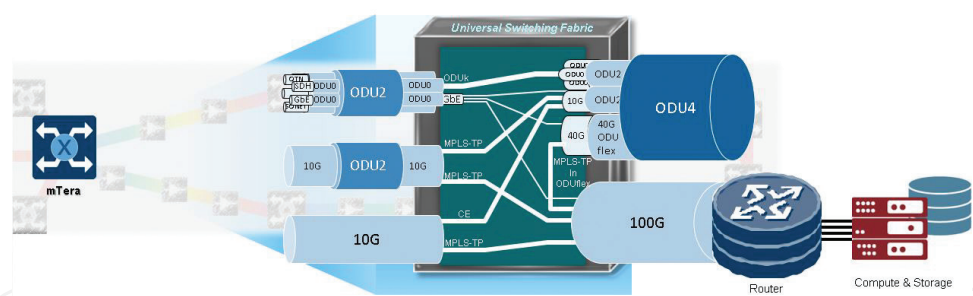 Universal Switching Fabric
mTera
OTN
SDH
ODU0
GbE
ODU0
SONET
ODU2
ODU0
ODU0
ODUk
GbE
10G
ODU2
10G
10G
MPLS-TP
MPLS-TP
CE
MPLS-TP
ODU0
ODU2
10G
ODU2
40G
40G
ODU
flex
MPLS-TP
In
ODUflex
ODU4
100G
Router
Compute & Storage